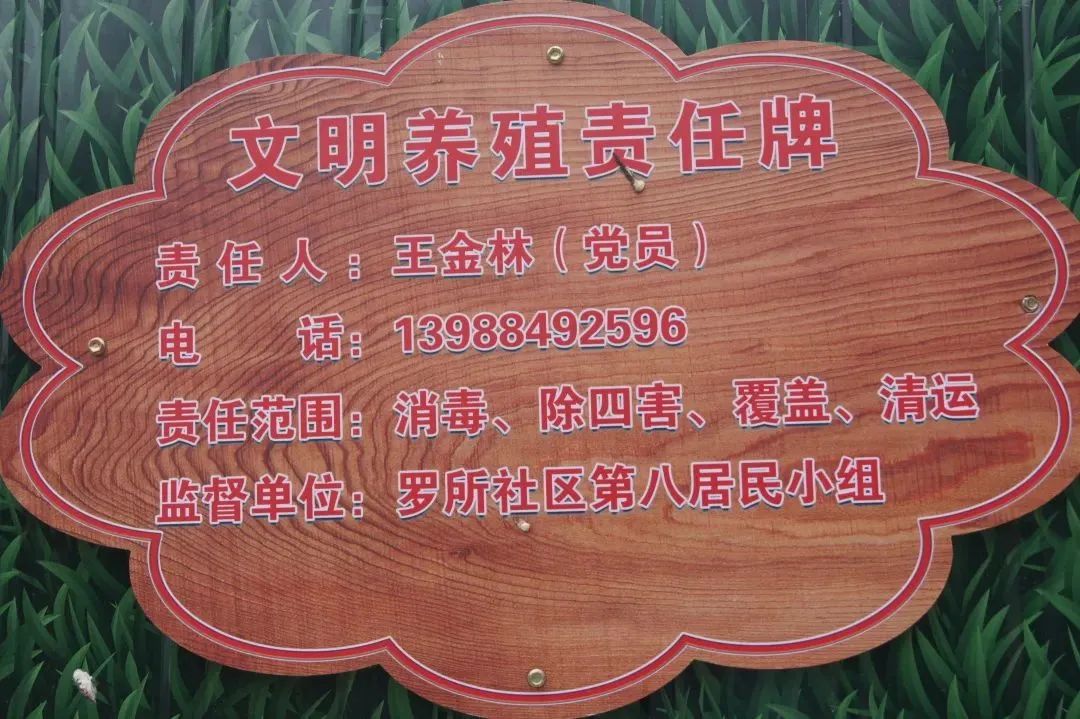 文明养殖责任牌
责任人：王金林（党员）
电话：13988492596
责任范围：消毒、除四害、覆盖、清运
监督单位：罗所社区第八居民小组